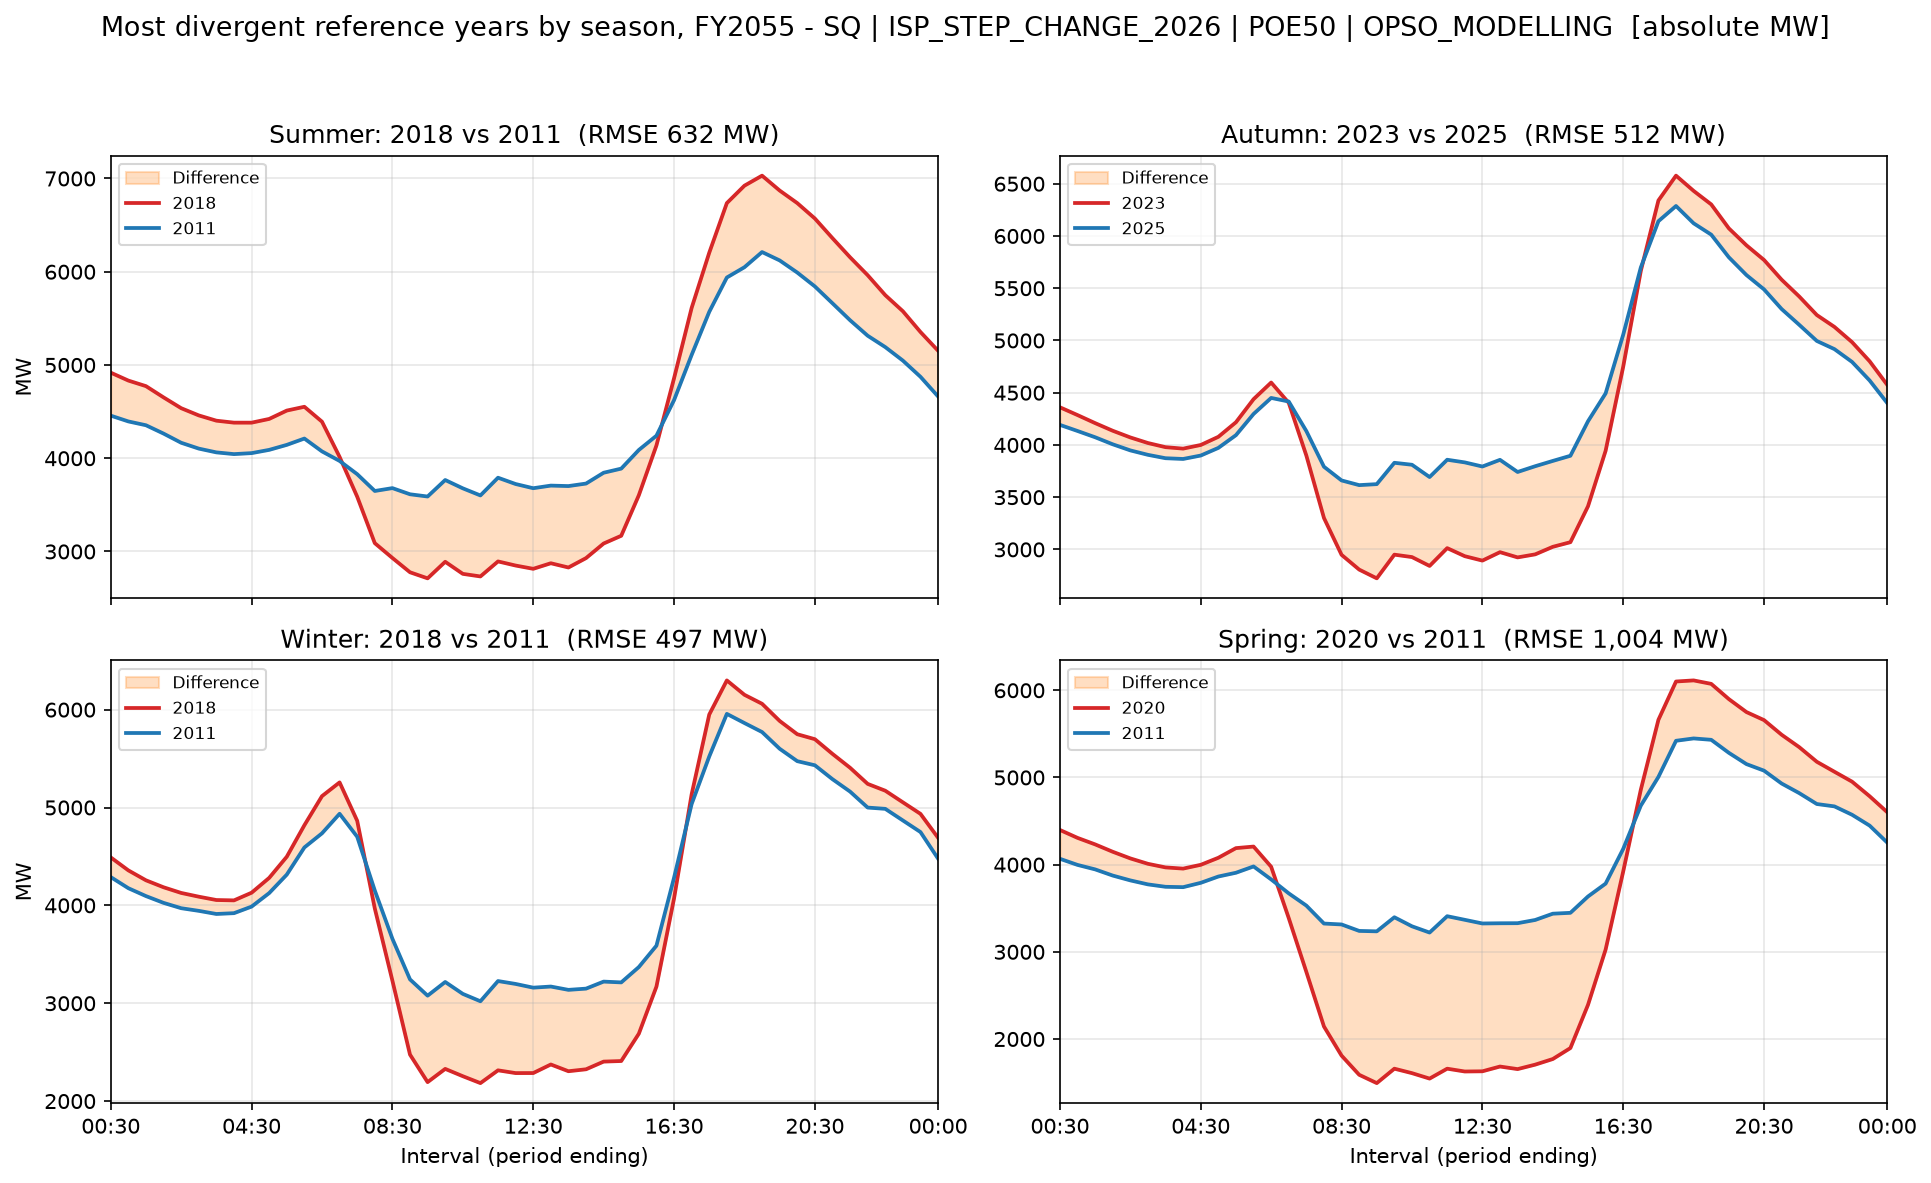 Most divergent reference years by season, FY2055 - SQ | ISP_STEP_CHANGE_2026 | POE50 | OPSO_MODELLING  [absolute MW]
Summer: 2018 vs 2011  (RMSE 632 MW)
Difference
2018
2011
7000
6000
5000
4000
3000
MW
Autumn: 2023 vs 2025  (RMSE 512 MW)
Difference
2023
2025
6500
6000
5500
5000
4500
4000
3500
3000
Winter: 2018 vs 2011  (RMSE 497 MW)
Difference
2018
2011
6000
5000
4000
3000
2000
MW
00:30 04:30 08:30 12:30 16:30 20:30 00:00
Interval (period ending)
Spring: 2020 vs 2011  (RMSE 1,004 MW)
Difference
2020
2011
6000
5000
4000
3000
2000
00:30 04:30 08:30 12:30 16:30 20:30 00:00
Interval (period ending)